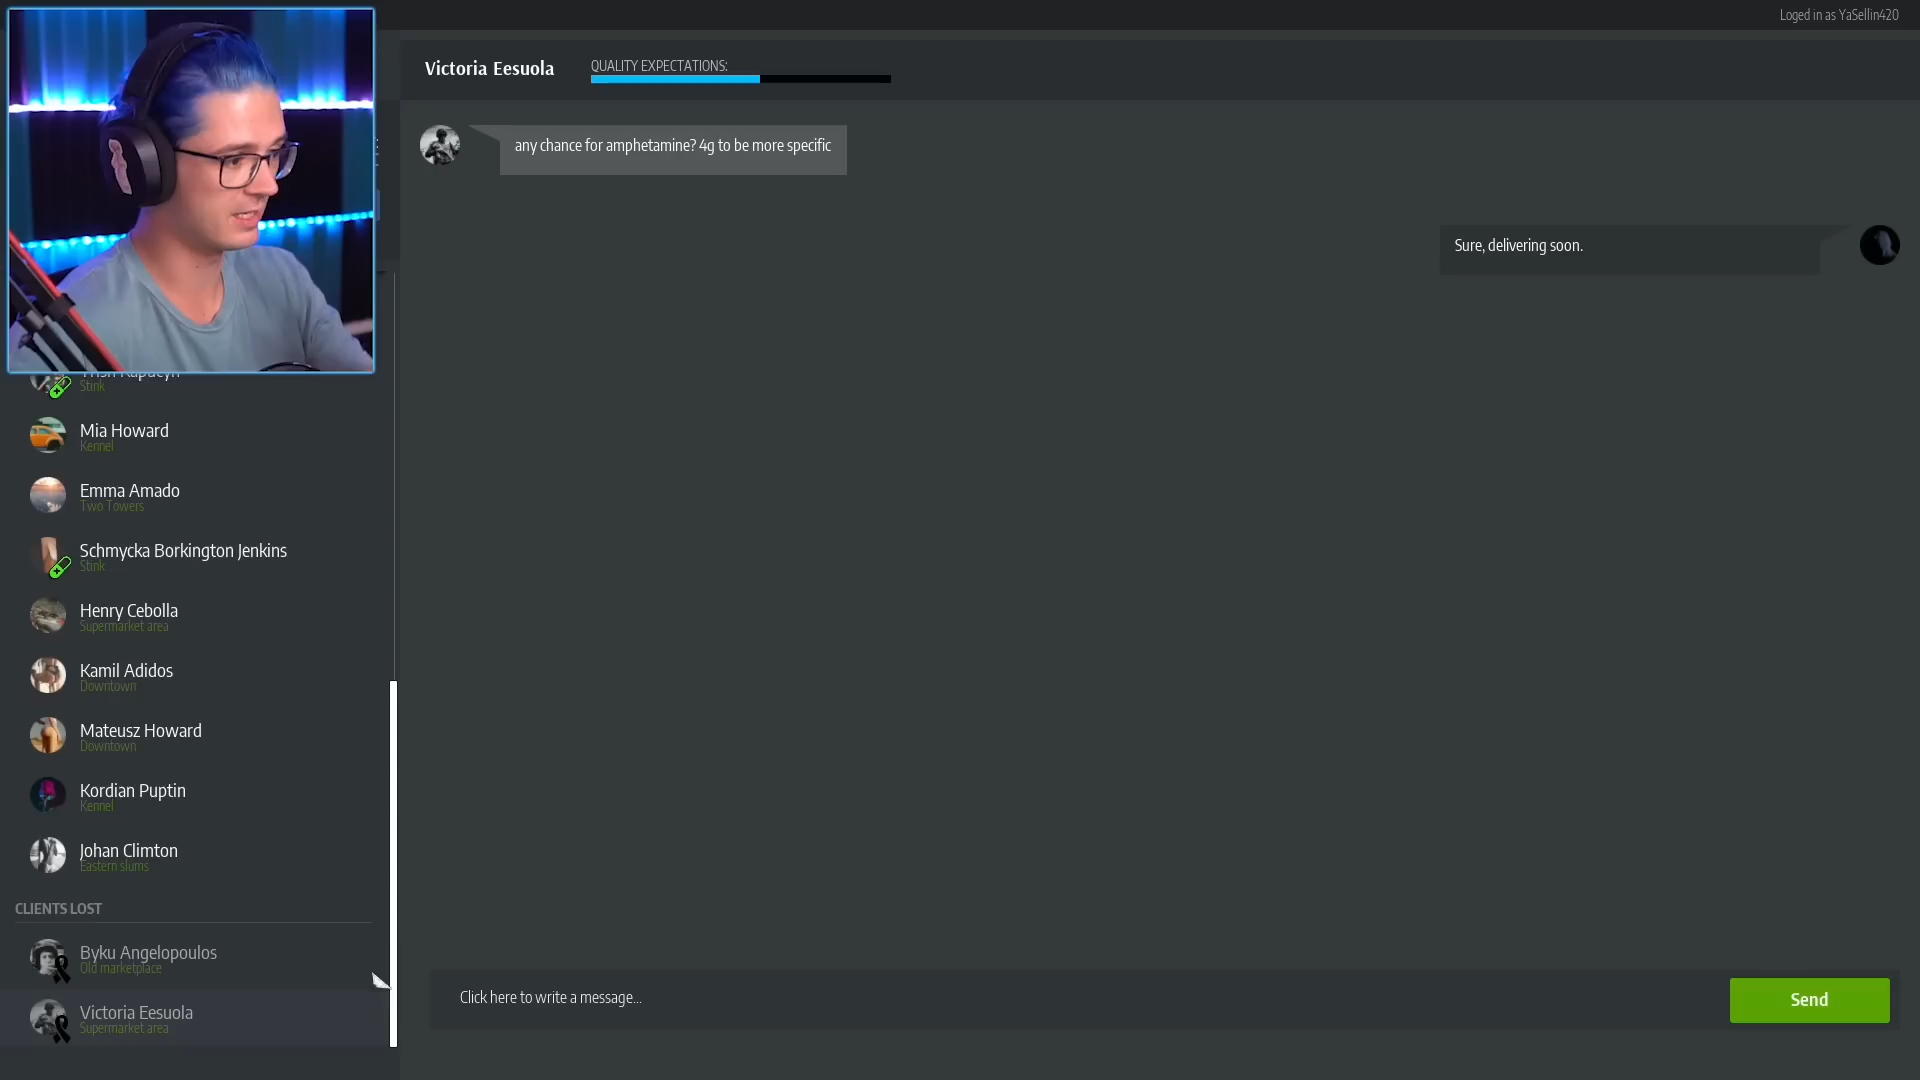 Loged in as YaSellin420
Victoria Eesuola
QUALITY EXPECTATIONS:
any chance for amphetamine? 4g to be more specific
Sure, delivering soon.
Stink
Mia Howard
Kennel
Emma Amado
Two Towers
Schmycka Borkington Jenkins
Stink
Henry Cebolla
Supermarket area
Kamil Adidos
Downtown
Mateusz Howard
Downtown
Kordian Puptin
Kennel
Johan Climton
Eastern slums
CLIENTS LOST
Byku Angelopoulos
Old marketplace
Victoria Eesuola
Supermarket area
Click here to write a message...
Send